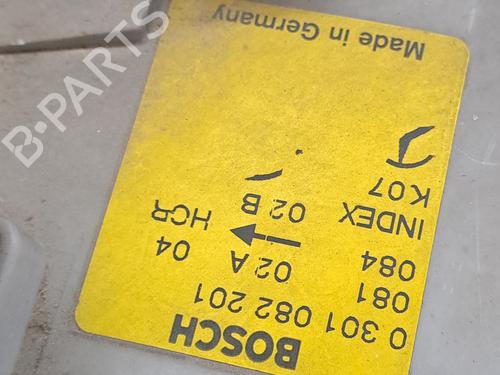 BOSCH
0 301 082 201
081 02 A 04
084 HCR
INDEX 02 B
K07
Made in Germany
B-PARTS